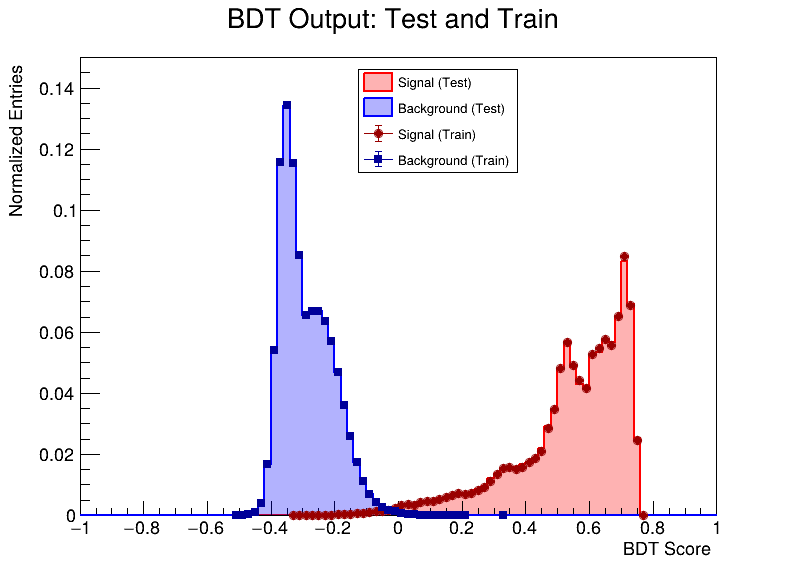 BDT Output: Test and Train
Normalized Entries
Signal (Test)
Background (Test)
Signal (Train)
Background (Train)
0.14
0.12
0.1
0.08
0.06
0.04
0.02
0
−1 −0.8 −0.6 −0.4 −0.2 0 0.2 0.4 0.6 0.8 1
BDT Score